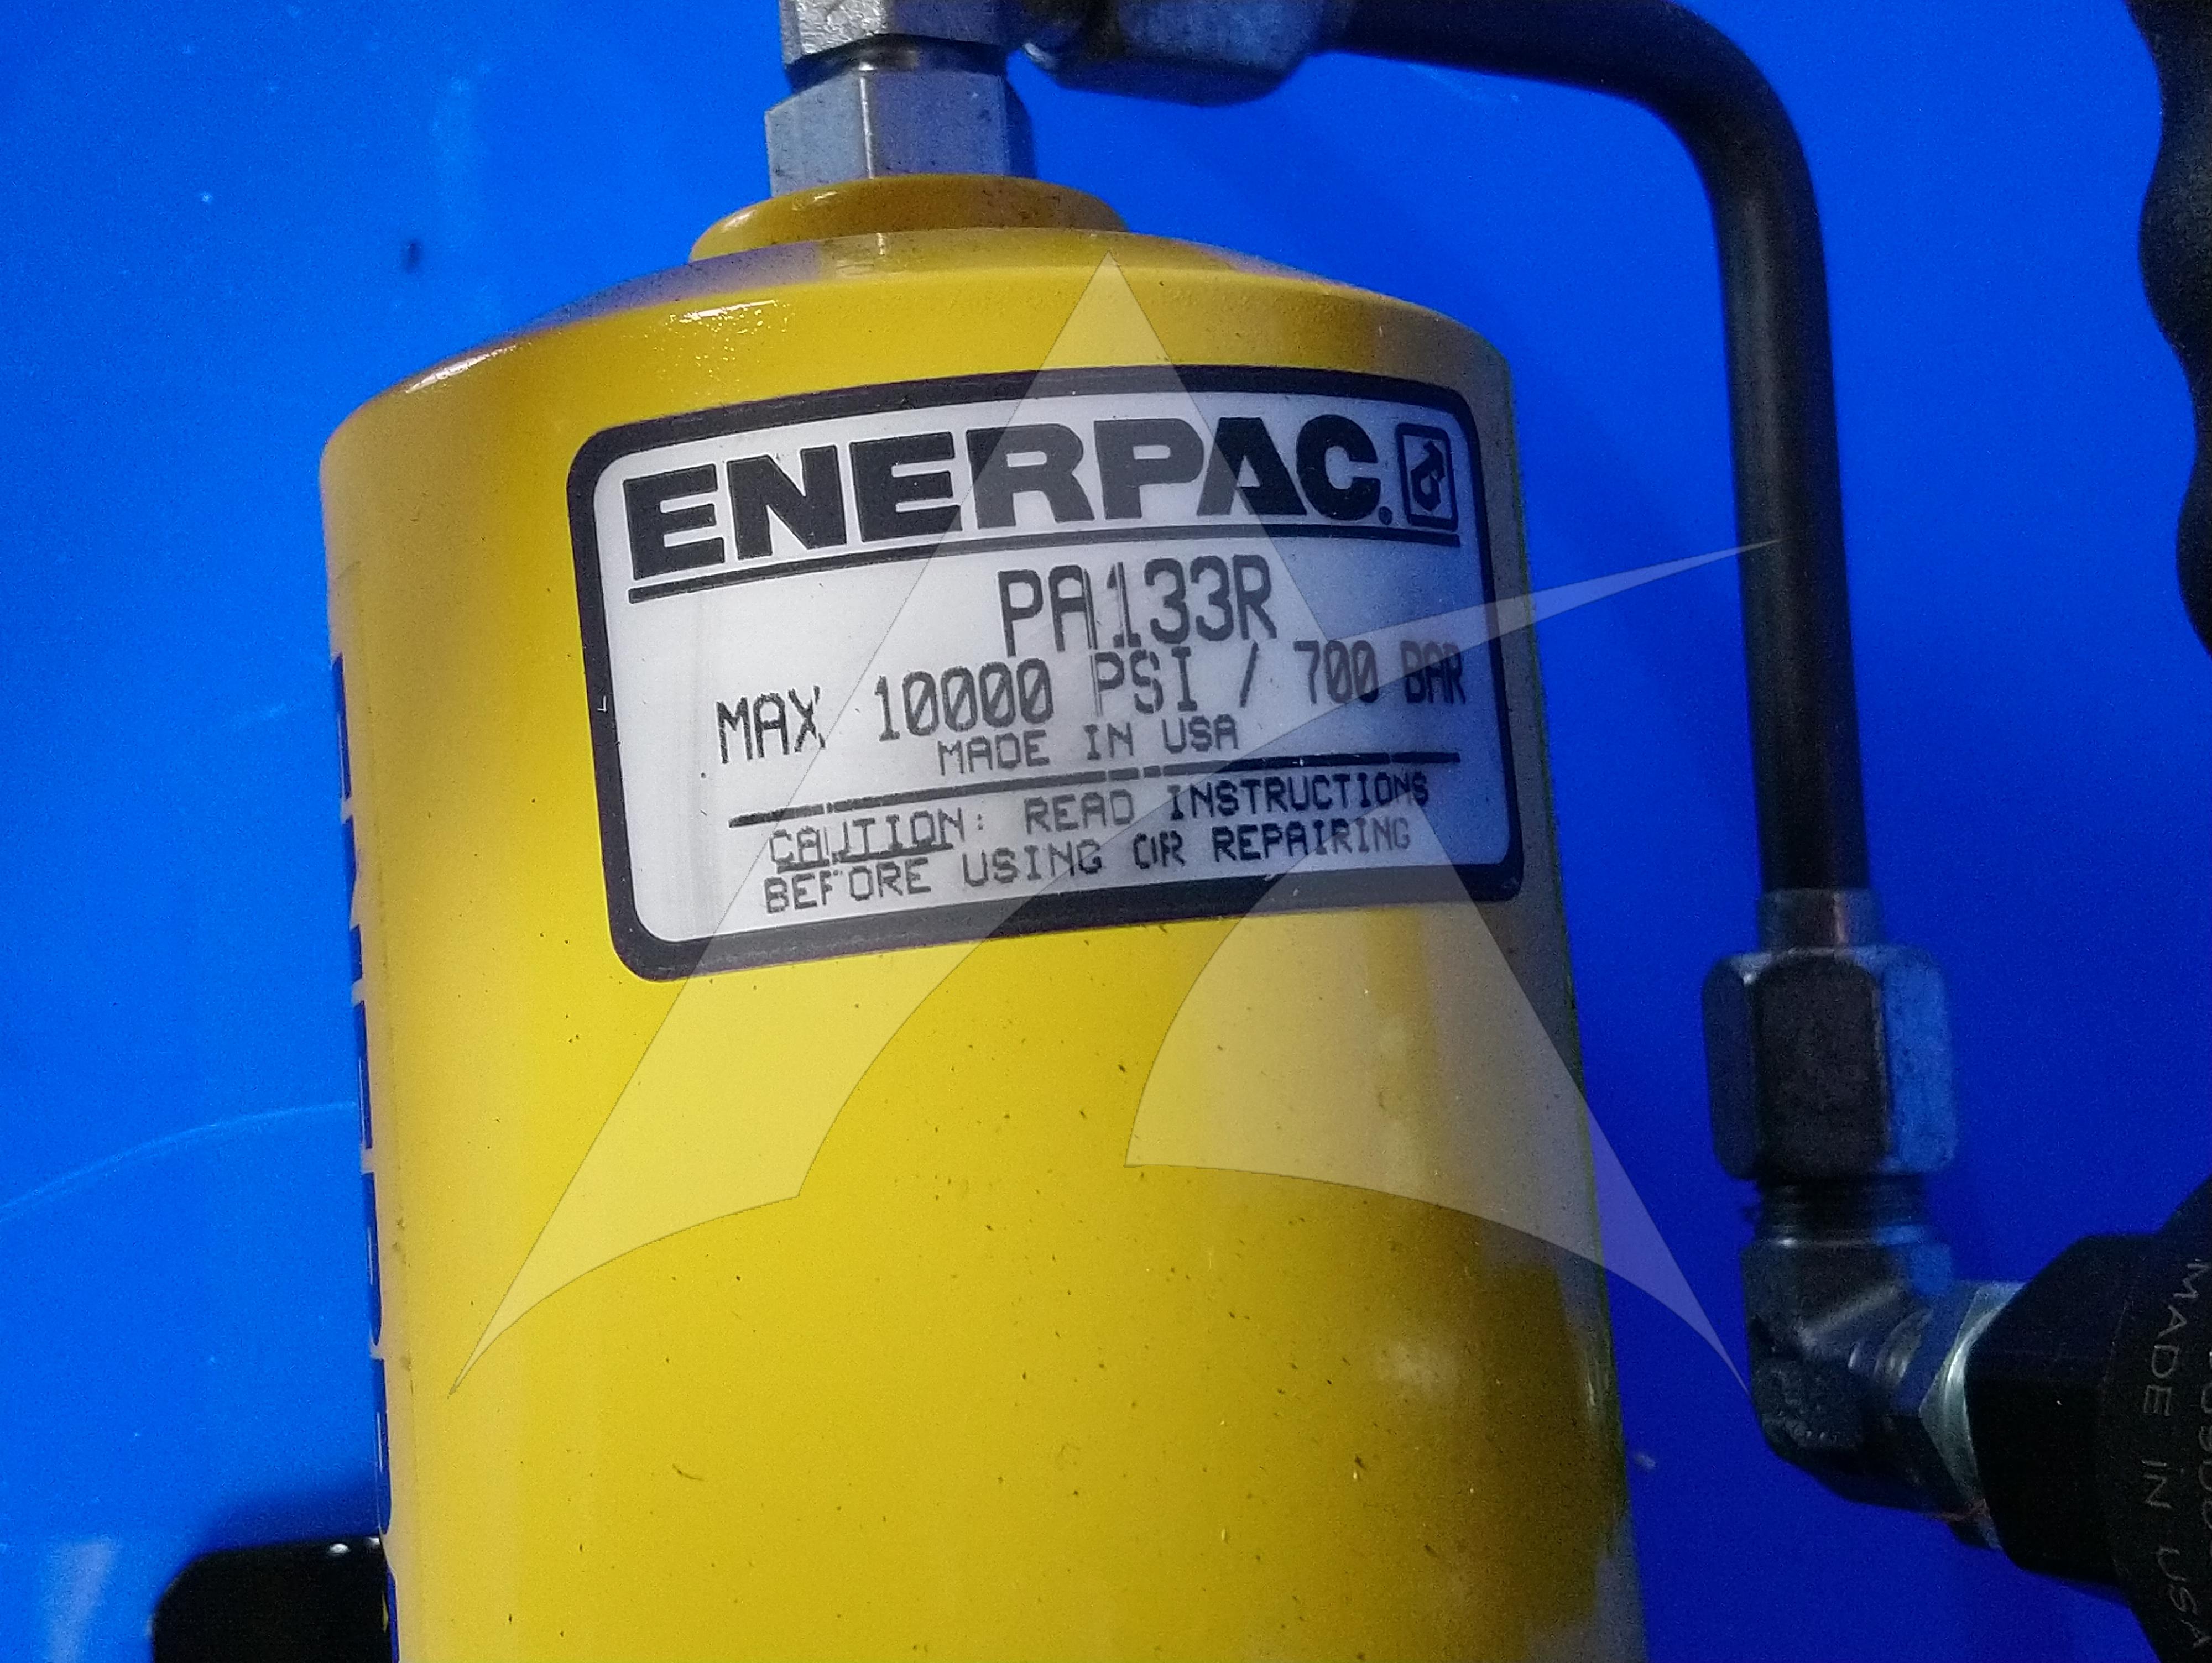 ENERPAC.
PA133R
MAX 10000 PSI / 700 BAR
MADE IN USA
CAUTION: READ INSTRUCTIONS
BEFORE USING OR REPAIRING
MADE IN USA